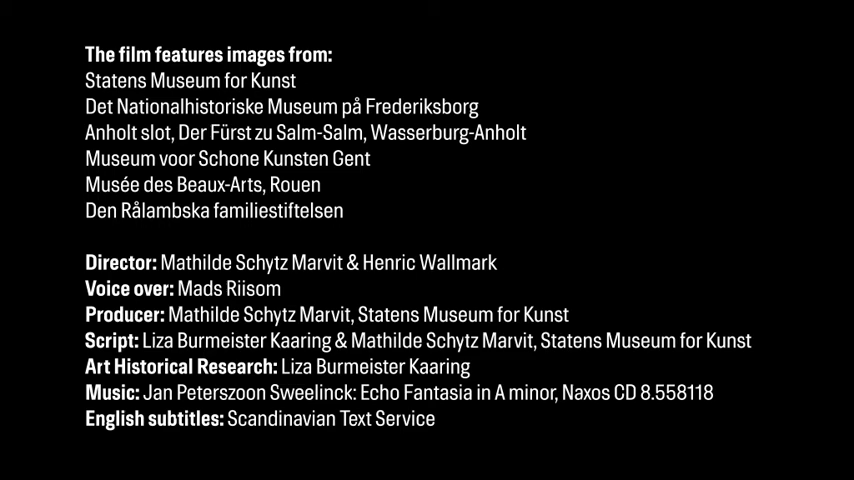 The film features images from:
Statens Museum for Kunst
Det Nationalhistoriske Museum på Frederiksborg
Anholt slot, Der Fürst zu Salm-Salm, Wasserburg-Anholt
Museum voor Schone Kunsten Gent
Musée des Beaux-Arts, Rouen
Den Rålambska familiestiftelsen
Director: Mathilde Schytz Marvit & Henric Wallmark
Voice over: Mads Riisom
Producer: Mathilde Schytz Marvit, Statens Museum for Kunst
Script: Liza Burmeister Kaaring & Mathilde Schytz Marvit, Statens Museum for Kunst
Art Historical Research: Liza Burmeister Kaaring
Music: Jan Peterszoon Sweelinck: Echo Fantasia in A minor, Naxos CD 8.558118
English subtitles: Scandinavian Text Service